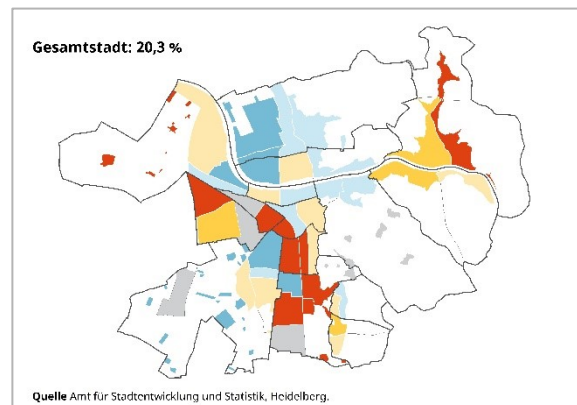 Gesamtstadt: 20,3 %
Quelle Amt für Stadtentwicklung und Statistik, Heidelberg.